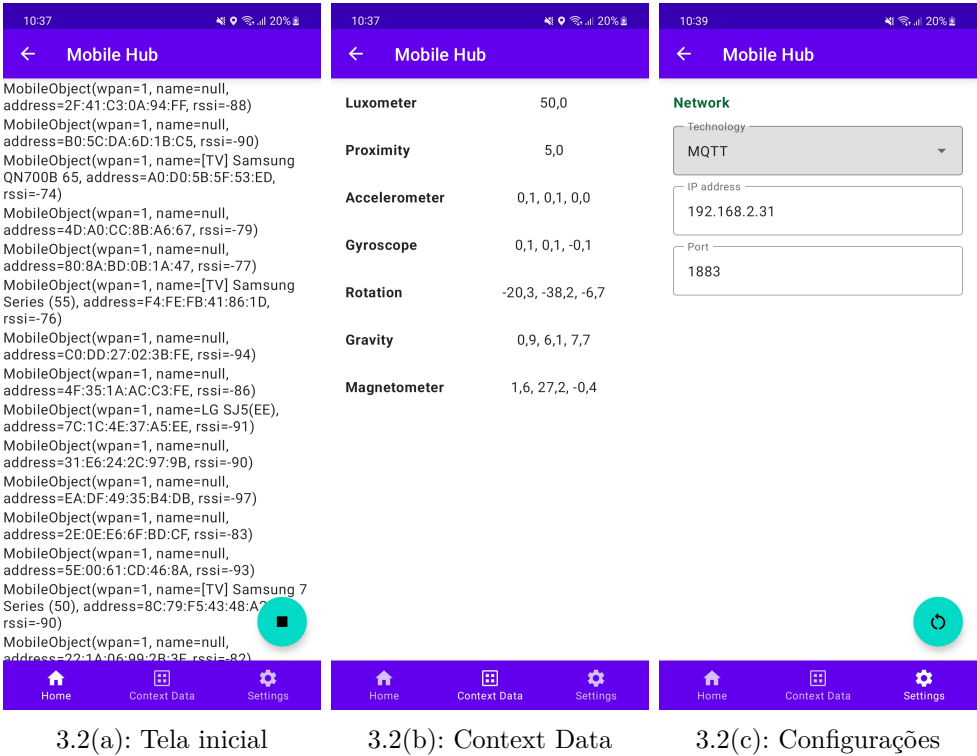 10:37
20%
Mobile Hub
MobileObject(wpan=1, name=null,
address=2F:41:C3:0A:94:FF, rssi=-88)
MobileObject(wpan=1, name=null,
address=B0:5C:DA:6D:1B:C5, rssi=-90)
MobileObject(wpan=1, name=[TV] Samsung
QN700B 65, address=A0:D0:5B:5F:53:ED,
rssi=-74)
MobileObject(wpan=1, name=null,
address=4D:A0:CC:8B:A6:67, rssi=-79)
MobileObject(wpan=1, name=null,
address=80:8A:BD:0B:1A:47, rssi=-77)
MobileObject(wpan=1, name=[TV] Samsung
Series (55), address=F4:FE:FB:41:86:1D,
rssi=-76)
MobileObject(wpan=1, name=null,
address=C0:DD:27:02:3B:FE, rssi=-94)
MobileObject(wpan=1, name=null,
address=4F:35:1A:AC:C3:FE, rssi=-86)
MobileObject(wpan=1, name=LG SJ5(EE),
address=7C:1C:4E:37:A5:EE, rssi=-91)
MobileObject(wpan=1, name=null,
address=31:E6:24:2C:97:9B, rssi=-90)
MobileObject(wpan=1, name=null,
address=EA:DF:49:35:B4:DB, rssi=-97)
MobileObject(wpan=1, name=null,
address=2E:0E:E6:6F:BD:CF, rssi=-83)
MobileObject(wpan=1, name=null,
address=5E:00:61:CD:46:8A, rssi=-93)
MobileObject(wpan=1, name=[TV] Samsung 7
Series (50), address=8C:79:F5:43:48:A
rssi=-90)
MobileObject(wpan=1, name=null,
address=22:1A:06:99:2B:3F, rssi=-82)
Home
Context Data
Settings
3.2(a): Tela inicial
10:37
20%
Mobile Hub
Luxometer 50,0
Proximity 5,0
Accelerometer 0,1, 0,1, 0,0
Gyroscope 0,1, 0,1, -0,1
Rotation -20,3, -38,2, -6,7
Gravity 0,9, 6,1, 7,7
Magnetometer 1,6, 27,2, -0,4
Home
Context Data
Settings
3.2(b): Context Data
10:39
20%
Mobile Hub
Network
Technology
MQTT
IP address
192.168.2.31
Port
1883
Home
Context Data
Settings
3.2(c): Configurações